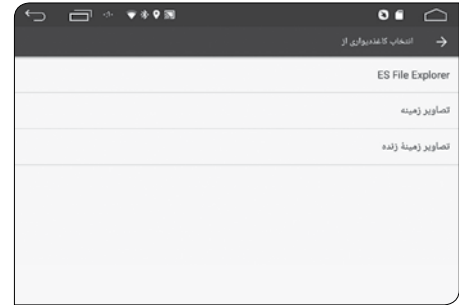 انتخاب کاغذدیواری از
ES File Explorer
تصاویر زمینه
تصاویر زمینهٔ زنده